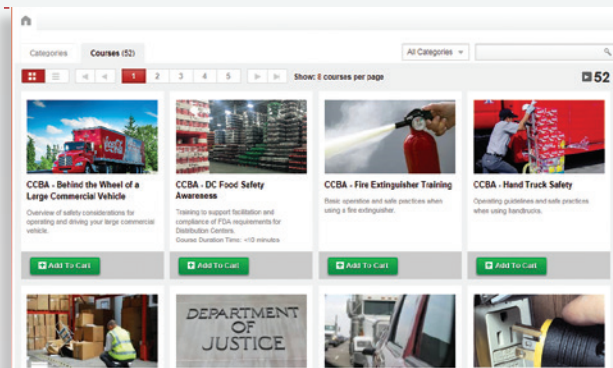 Categories
Courses (52)
All Categories
1 2 3 4 5
Show: 8 courses per page
52
Coca-Cola
CCBA - Behind the Wheel of a
Large Commercial Vehicle
Overview of safety considerations for
operating and driving your large commercial
vehicle.
Add To Cart
CCBA - DC Food Safety
Awareness
Training to support facilitation and
compliance of FDA requirements for
Distribution Centers.
Course Duration Time: <10 minutes
Add To Cart
CCBA - Fire Extinguisher Training
Basic operation and safe practices when
using a fire extinguisher.
Add To Cart
CCBA - Hand Truck Safety
Operating guidelines and safe practices
when using handtrucks.
Add To Cart
DEPARTMENT
OF
JUSTICE